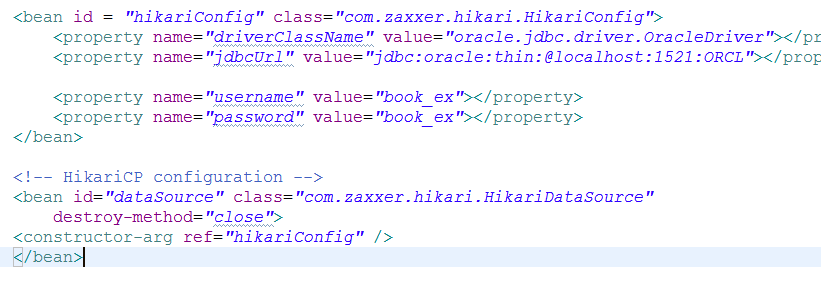 <bean id = "hikariConfig" class="com.zaxxer.hikari.HikariConfig">
<property name="driverClassName" value="oracle.jdbc.driver.OracleDriver"></pr
<property name="jdbcUrl" value="jdbc:oracle:thin:@localhost:1521:ORCL"></prop
<property name="username" value="book_ex"></property>
<property name="password" value="book_ex"></property>
</bean>
<!-- HikariCP configuration -->
<bean id="dataSource" class="com.zaxxer.hikari.HikariDataSource"
destroy-method="close">
<constructor-arg ref="hikariConfig" />
</bean>